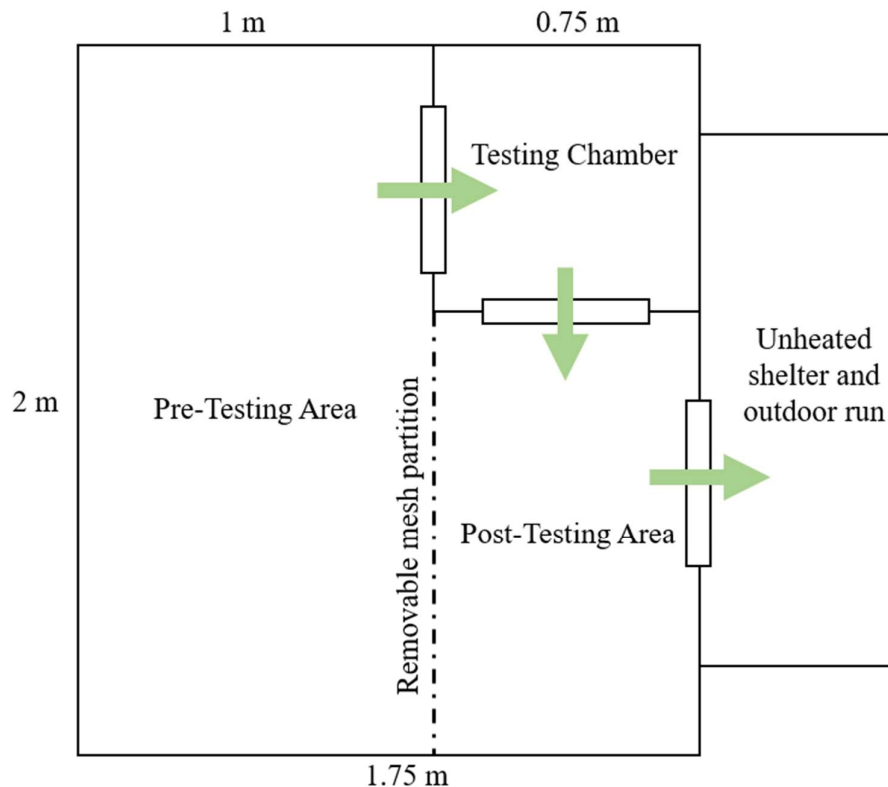 1 m
0.75 m
Testing Chamber
Unheated
shelter and
outdoor run
2 m
Pre-Testing Area
Removable mesh partition
Post-Testing Area
1.75 m